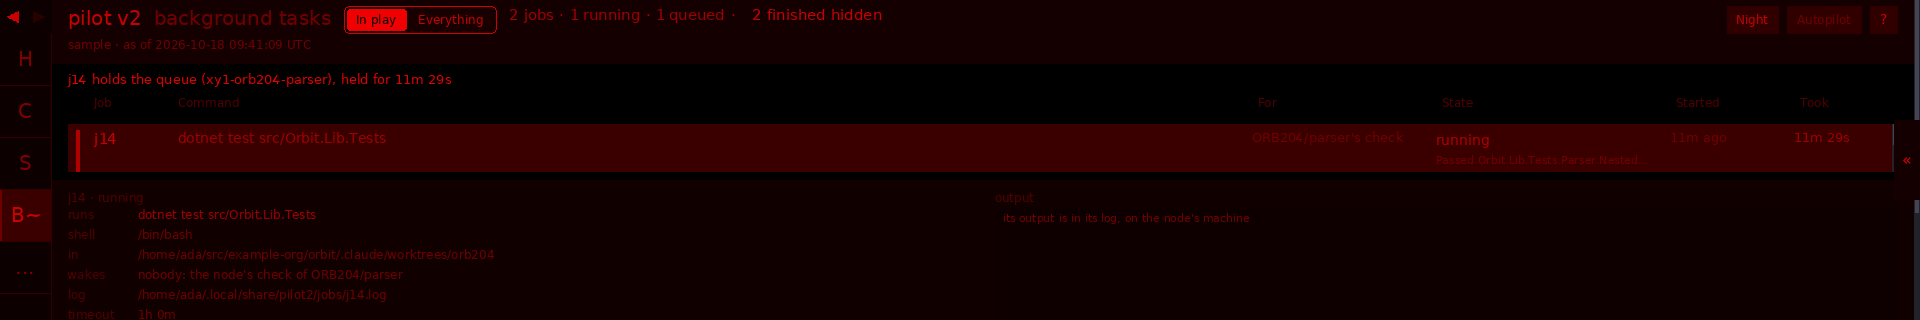 ◀ ▶ pilot v2 background tasks In play Everything 2 jobs · 1 running · 1 queued · 2 finished hidden Night Autopilot ?
sample · as of 2026-10-18 09:41:09 UTC
H
j14 holds the queue (xy1-orb204-parser), held for 11m 29s
Job Command For State Started Took
C
j14 dotnet test src/Orbit.Lib.Tests ORB204/parser's check running 11m ago 11m 29s
Passed Orbit.Lib.Tests.Parser.Nested...
S
«
j14 · running
output
B~
runs dotnet test src/Orbit.Lib.Tests
its output is in its log, on the node's machine
shell /bin/bash
in /home/ada/src/example-org/orbit/.claude/worktrees/orb204
...
wakes nobody: the node's check of ORB204/parser
log /home/ada/.local/share/pilot2/jobs/j14.log
timeout 1h 0m